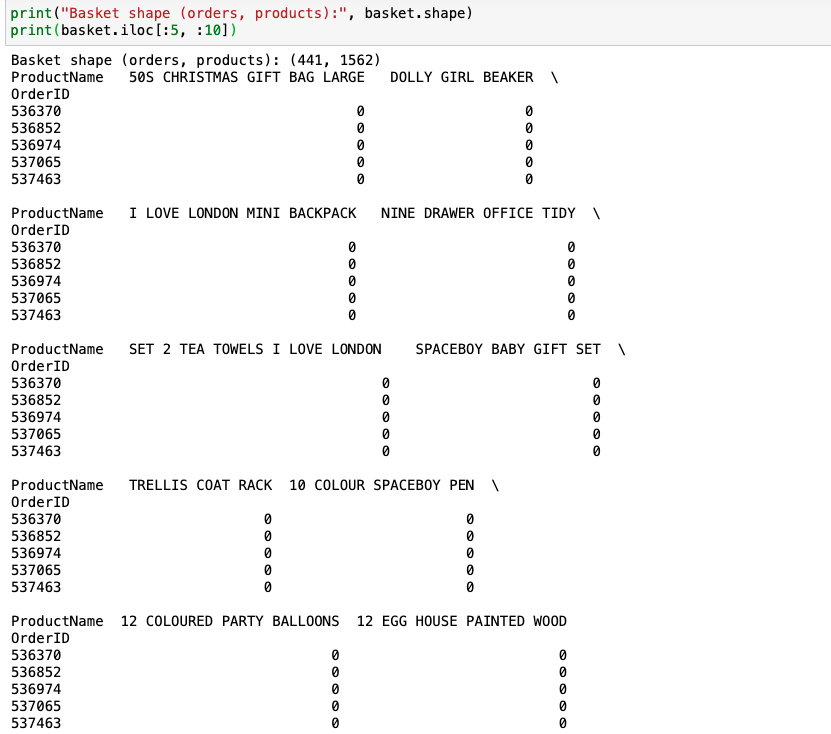 print("Basket shape (orders, products):", basket.shape)
print(basket.iloc[:5, :10])
Basket shape (orders, products): (441, 1562)
ProductName   50S CHRISTMAS GIFT BAG LARGE   DOLLY GIRL BEAKER  \
OrderID
536370                                   0                   0
536852                                   0                   0
536974                                   0                   0
537065                                   0                   0
537463                                   0                   0
ProductName   I LOVE LONDON MINI BACKPACK   NINE DRAWER OFFICE TIDY  \
OrderID
536370                                  0                         0
536852                                  0                         0
536974                                  0                         0
537065                                  0                         0
537463                                  0                         0
ProductName   SET 2 TEA TOWELS I LOVE LONDON    SPACEBOY BABY GIFT SET  \
OrderID
536370                                      0                        0
536852                                      0                        0
536974                                      0                        0
537065                                      0                        0
537463                                      0                        0
ProductName   TRELLIS COAT RACK  10 COLOUR SPACEBOY PEN  \
OrderID
536370                        0                       0
536852                        0                       0
536974                        0                       0
537065                        0                       0
537463                        0                       0
ProductName  12 COLOURED PARTY BALLOONS  12 EGG HOUSE PAINTED WOOD
OrderID
536370                                0                          0
536852                                0                          0
536974                                0                          0
537065                                0                          0
537463                                0                          0